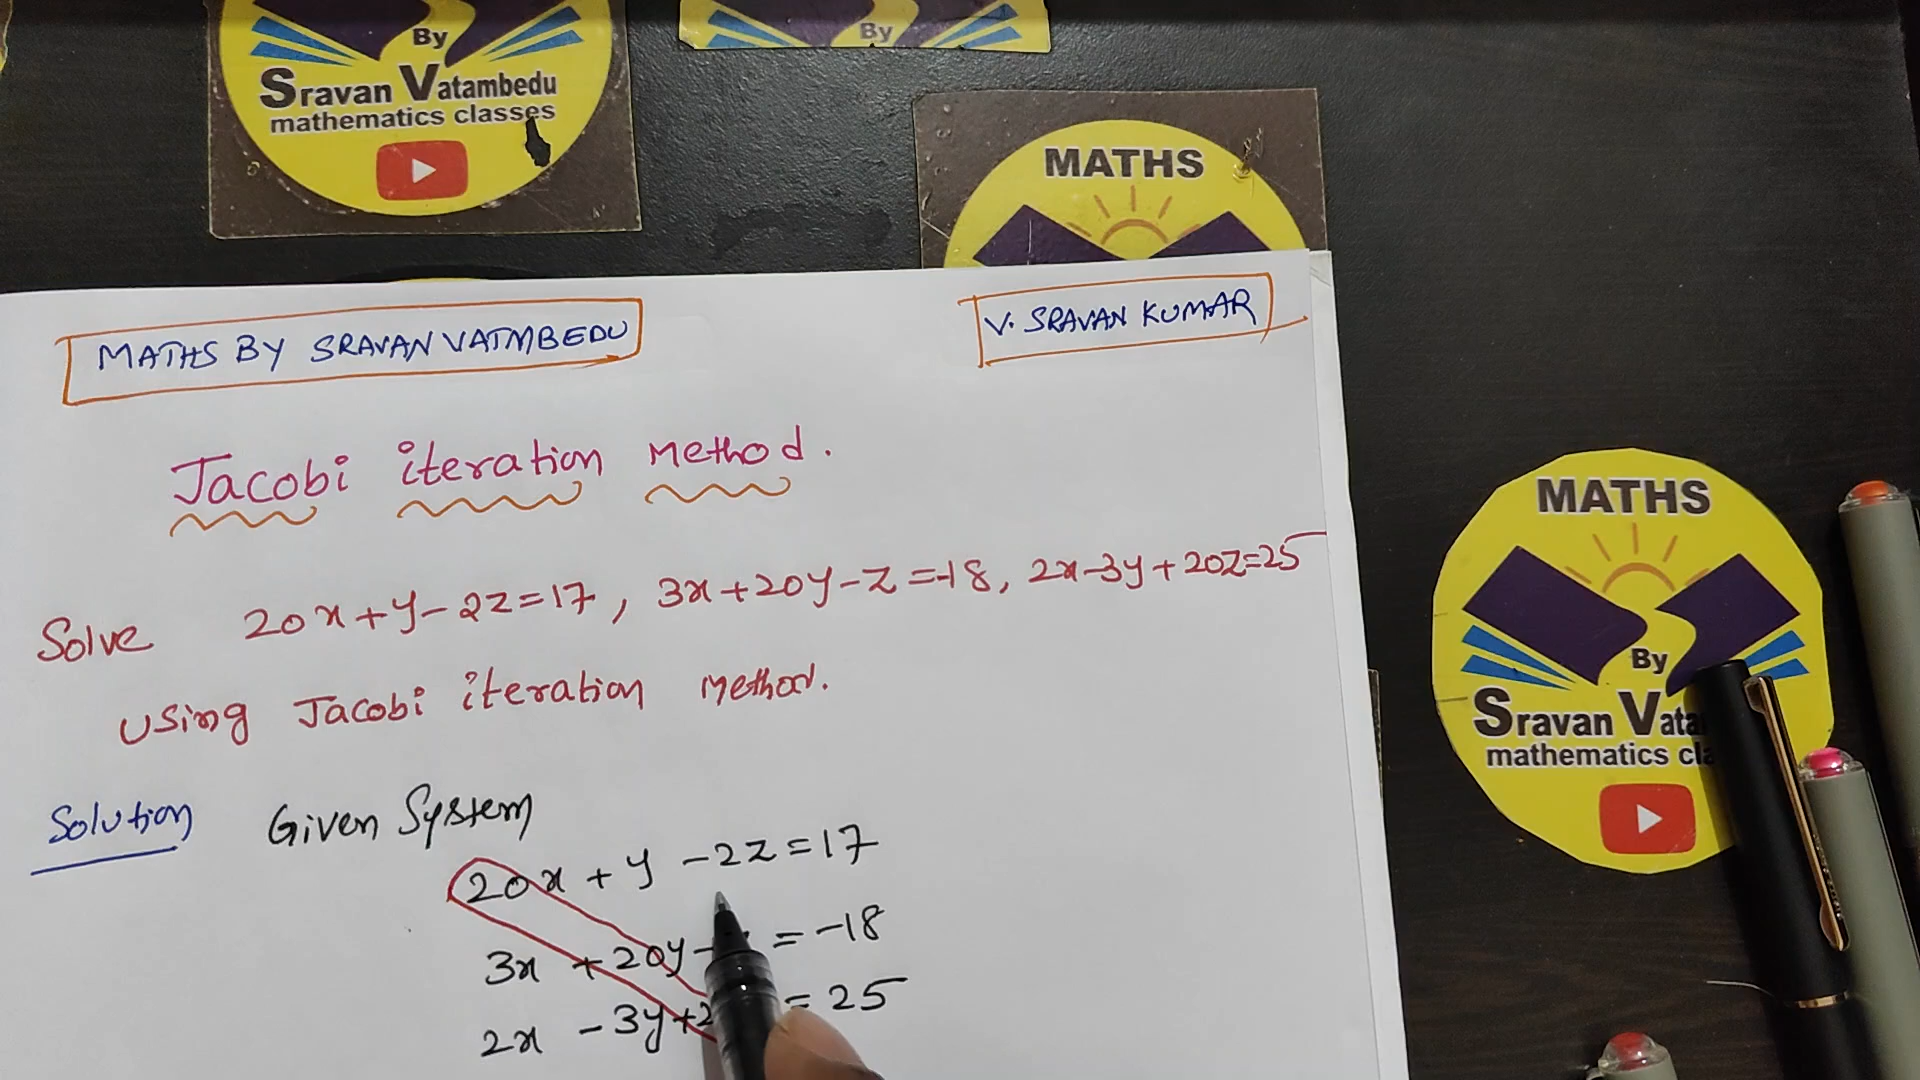 By
Sravan Vatambedu
mathematics classes
By
MATHS
MATHS BY SRAVAN VATMBEDU
V. SRAVAN KUMAR
Jacobi iteration Method.
Solve 20x+y-2z=17, 3x+20y-z=-18, 2x-3y+20z=25
using Jacobi iteration Method.
Solution Given System
20x + y -2z = 17
3x +20y- = -18
2x -3y+2 = 25
MATHS
By
Sravan Vata
mathematics cla